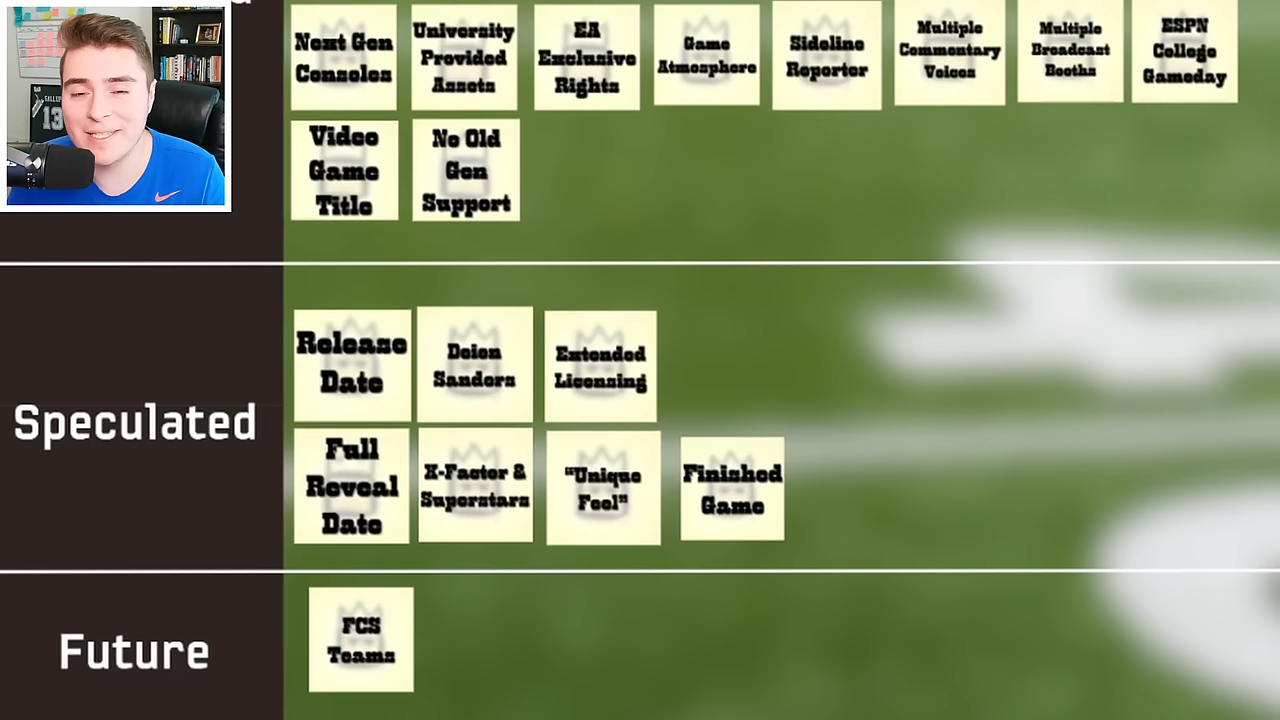 Next Gen
Consoles
University
Provided
Assets
EA
Exclusive
Rights
Game
Atmosphere
Sideline
Reporter
Multiple
Commentary
Voices
Multiple
Broadcast
Booths
ESPN
College
Gameday
Video
Game
Title
No Old
Gen
Support
Speculated
Release
Date
Deion
Sanders
Extended
Licensing
Full
Reveal
Date
X-Factor &
Superstars
“Unique
Feel”
Finished
Game
Future
FCS
Teams
13